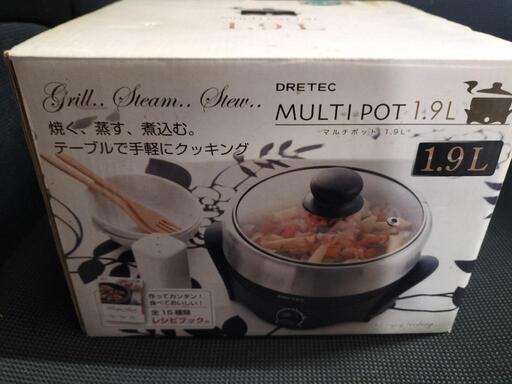 1.9L
Grill.. Steam.. Stew..
焼く、蒸す、煮込む。
テーブルで手軽にクッキング
DRETEC
MULTI POT 1.9L
マルチポット 1.9L
1.9L
DRETEC
作ってカンタン!
食べておいしい!
全15種類
レシピブック